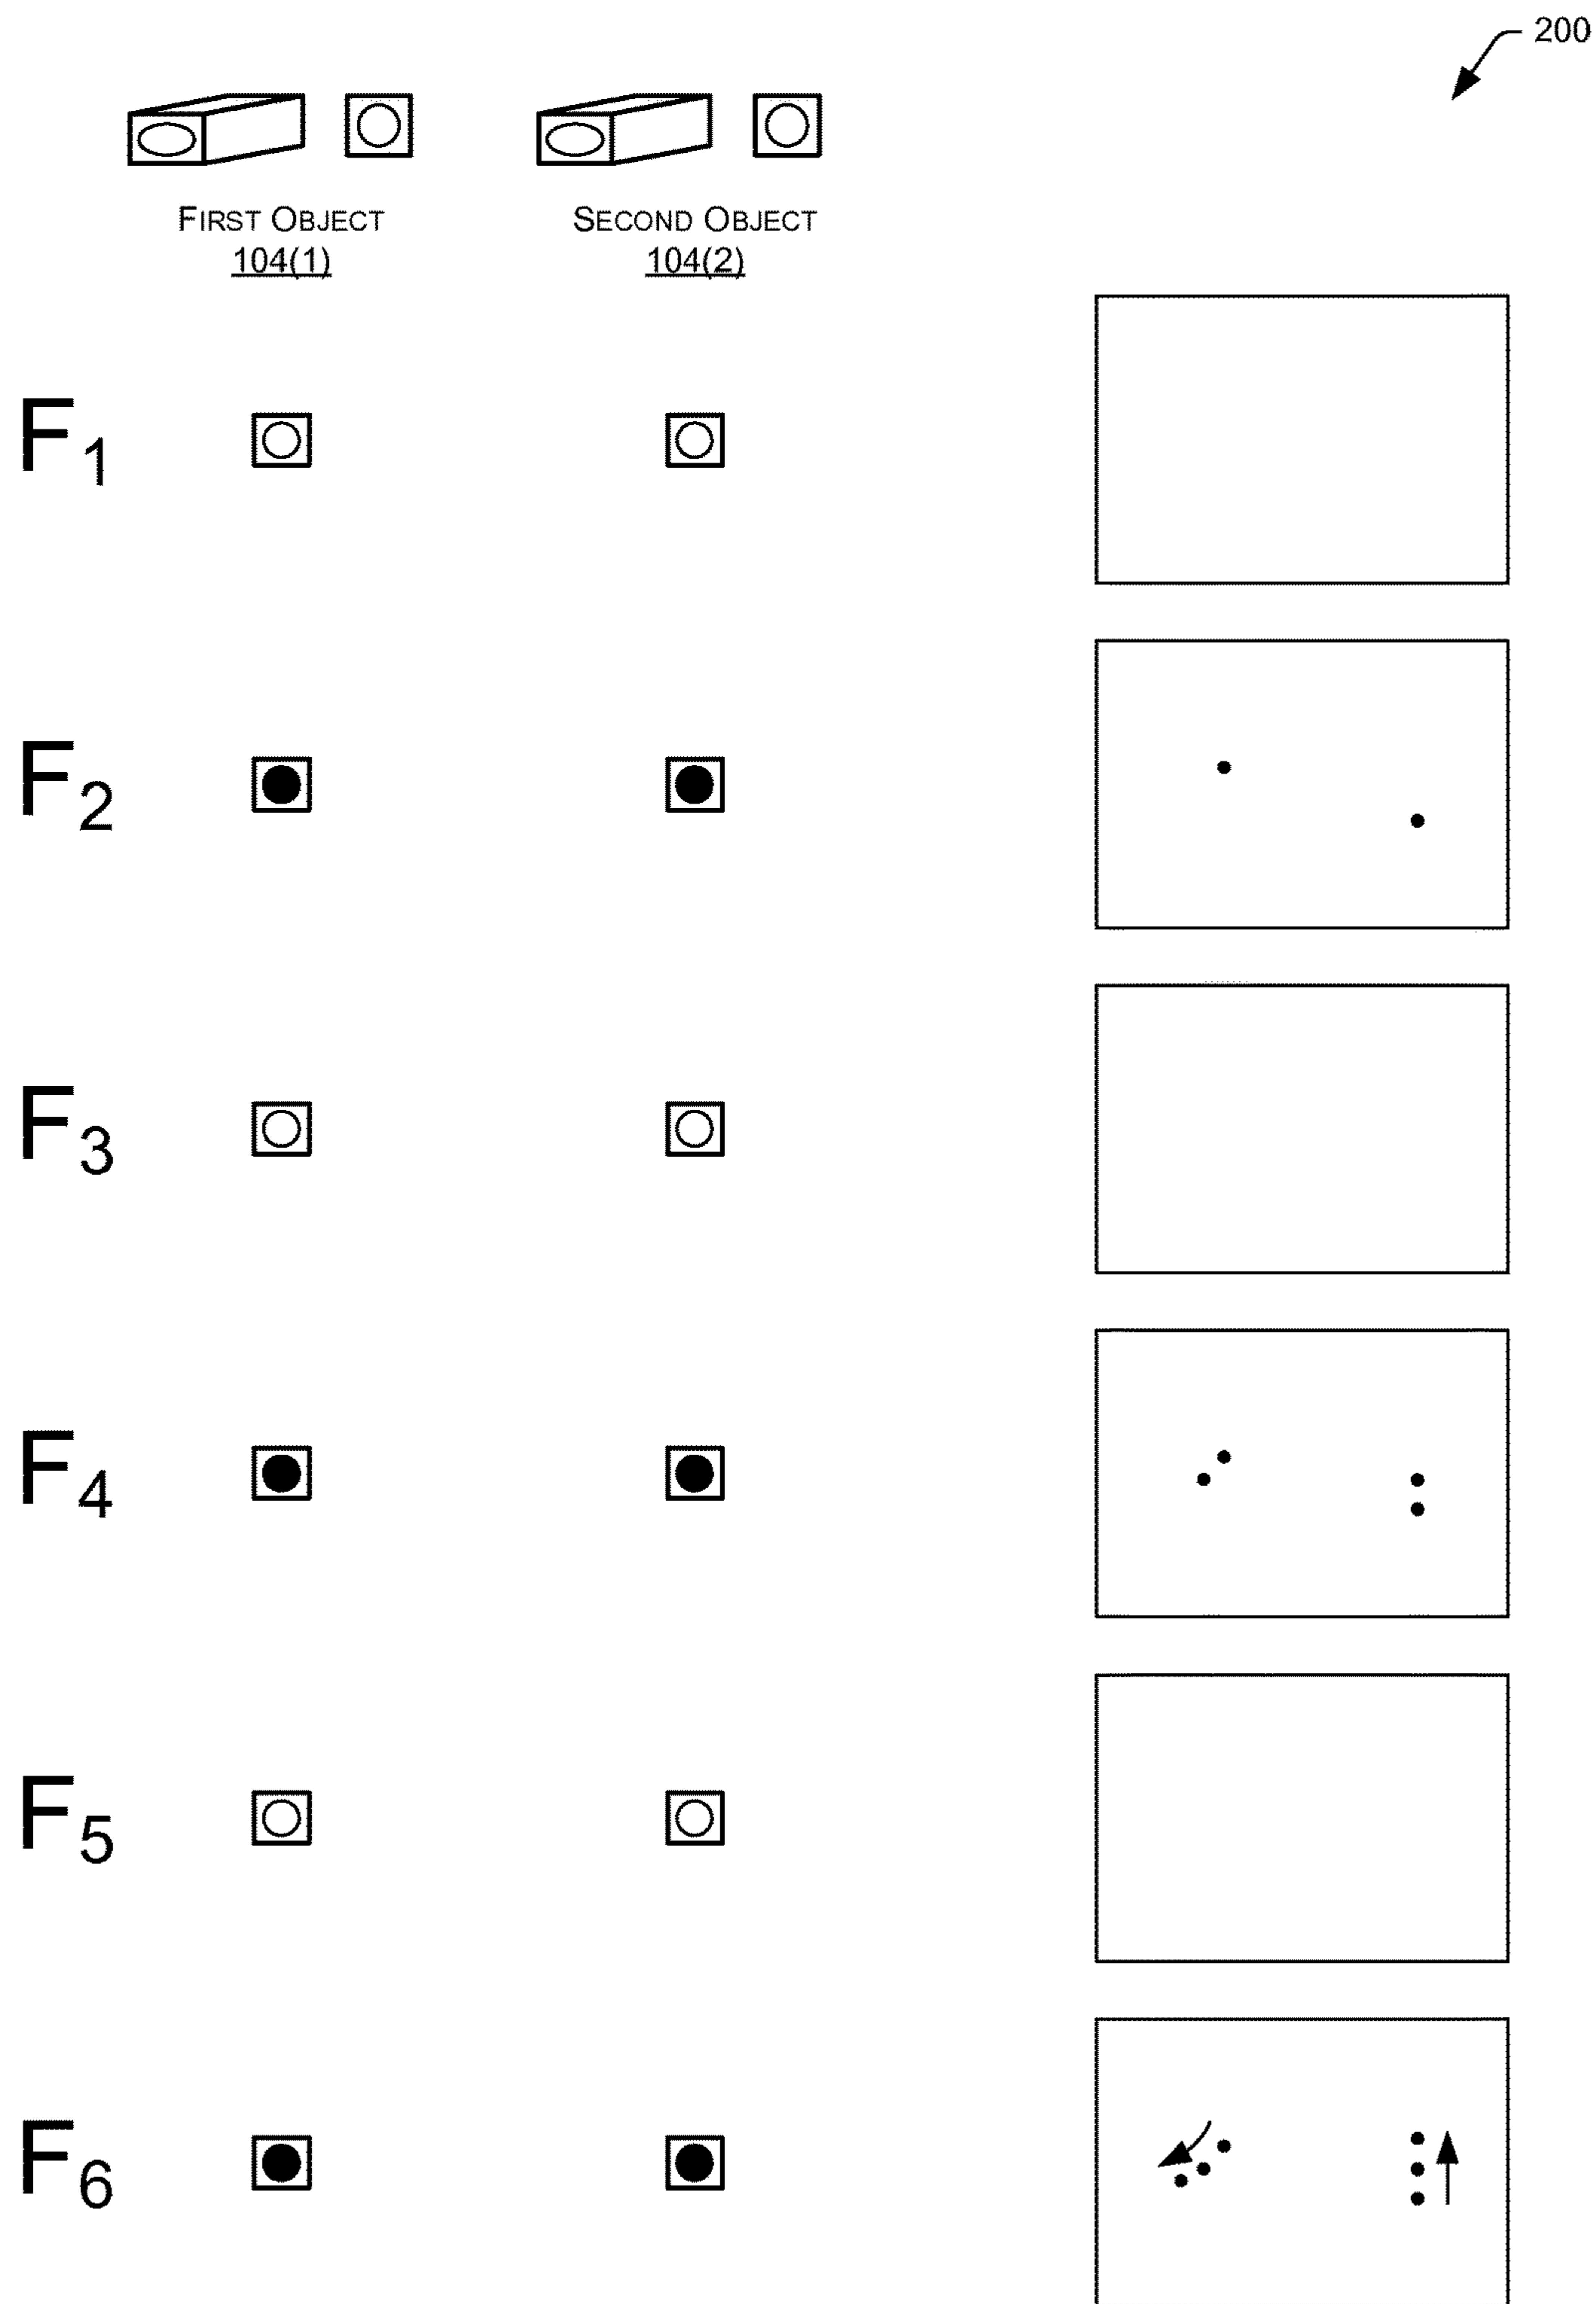 200
FIRST OBJECT
104(1)
SECOND OBJECT
104(2)
F1
F2
F3
F4
F5
F6